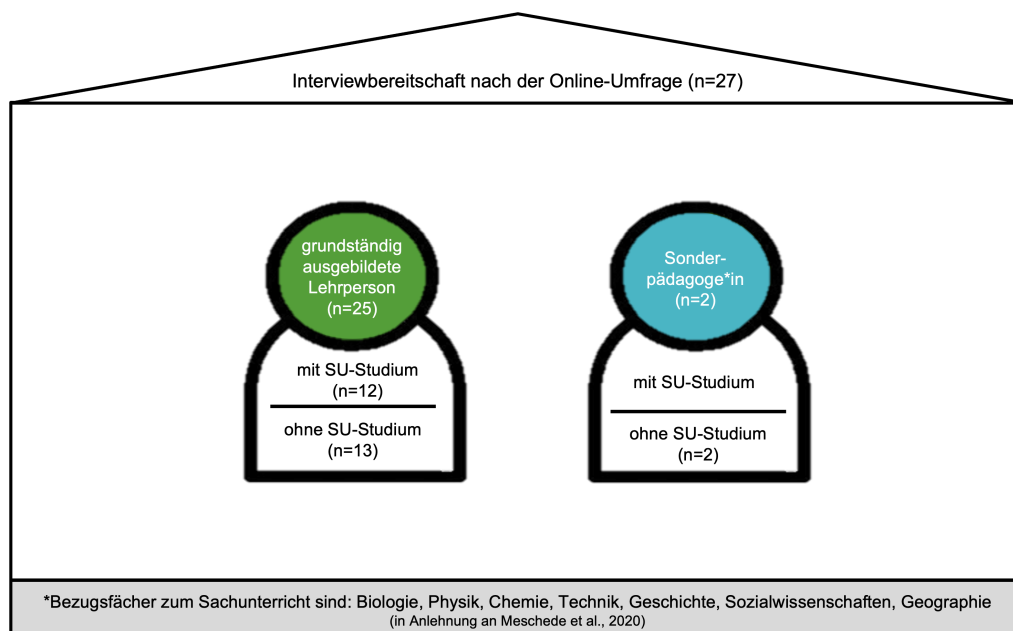 Interviewbereitschaft nach der Online-Umfrage (n=27)
grundständig
ausgebildete
Lehrperson
(n=25)
mit SU-Studium
(n=12)
ohne SU-Studium
(n=13)
Sonder-
pädagoge*in
(n=2)
mit SU-Studium
ohne SU-Studium
(n=2)
*Bezugsfächer zum Sachunterricht sind: Biologie, Physik, Chemie, Technik, Geschichte, Sozialwissenschaften, Geographie
(in Anlehnung an Meschede et al., 2020)